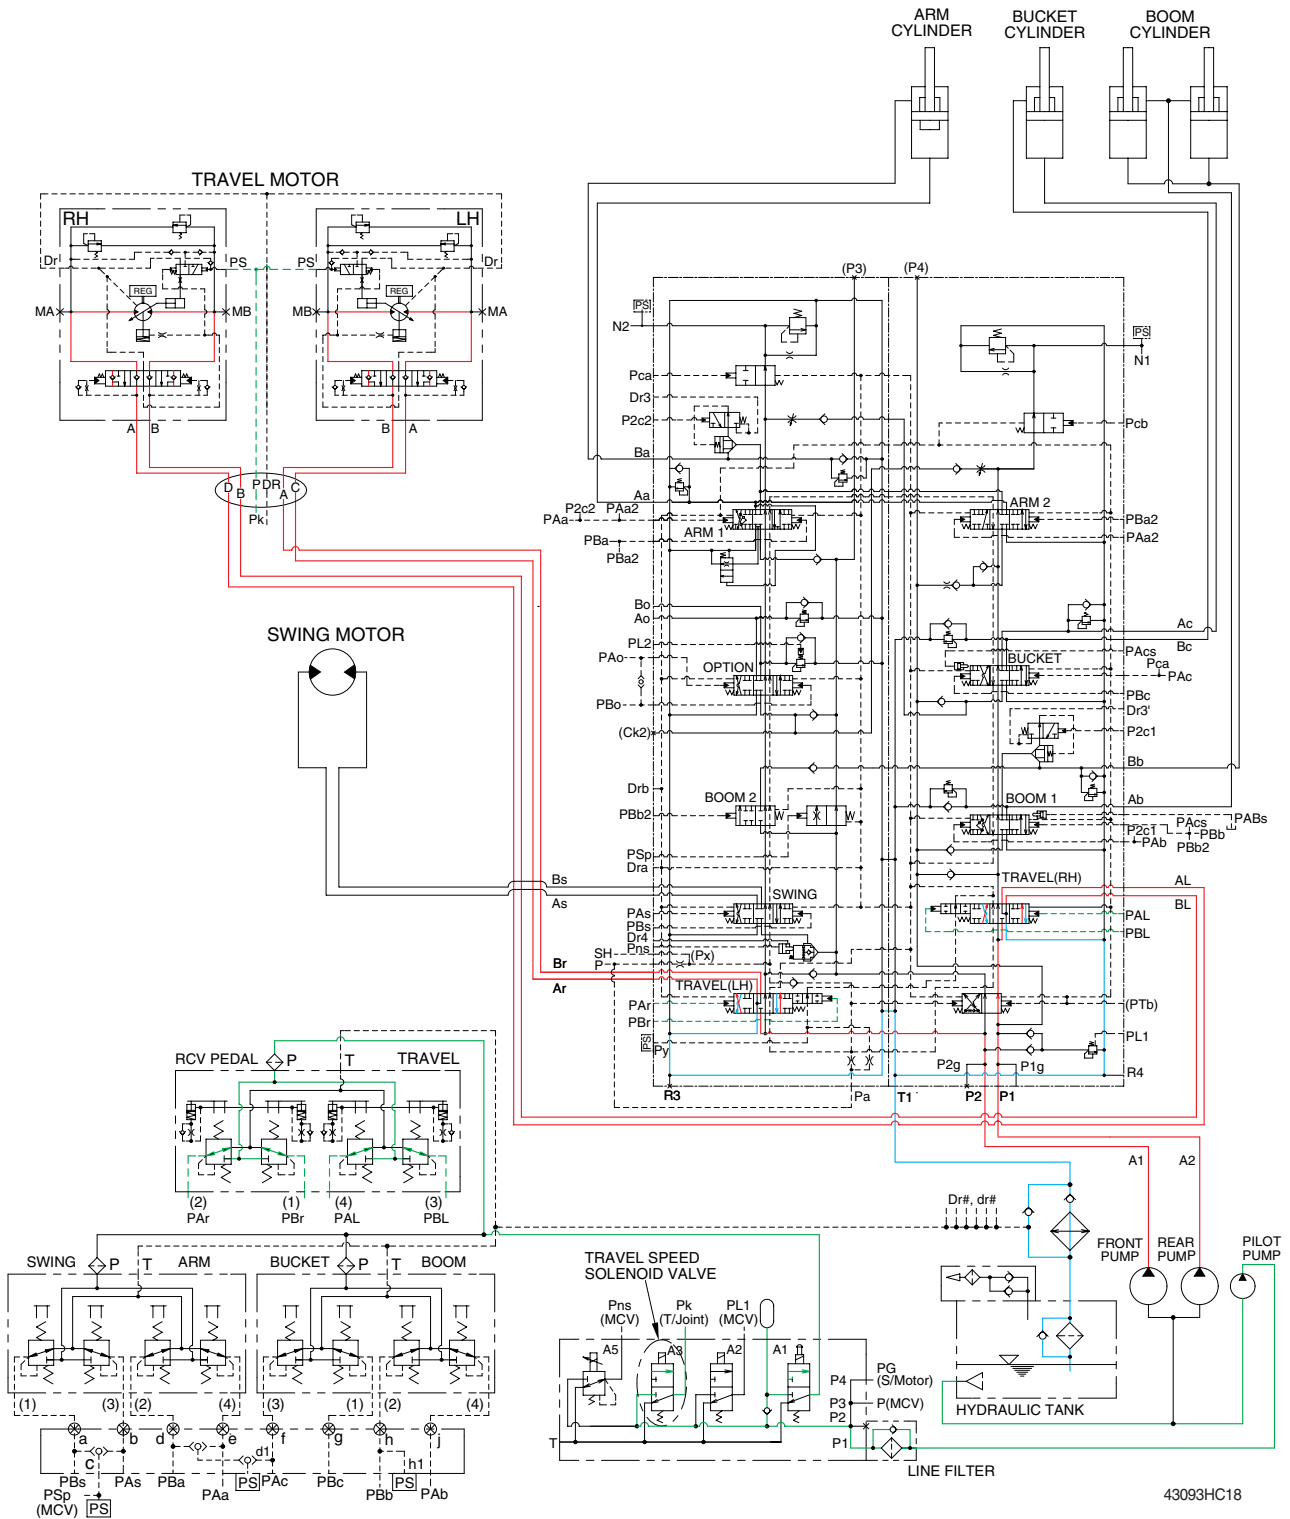 ARM
CYLINDER
BUCKET
CYLINDER
BOOM
CYLINDER
TRAVEL MOTOR
RH
LH
Dr
PS
PS
Dr
REG
REG
MA
MB
MB
MA
A
B
B
A
D
B
P
DR
A
C
Pk
SWING MOTOR
(P3)
(P4)
PS
N2
PS
N1
Pca
Dr3
P2c2
Pcb
Ba
Aa
P2c2
PAa2
PAa
ARM 1
ARM 2
PBa
PBa2
PBa2
PAa2
Bo
Ao
PL2
PAo
OPTION
PBo
(Ck2)
Ac
Bc
PAcs
BUCKET
Pca
PAc
PBc
Dr3'
P2c1
Bb
Drb
BOOM 2
PBb2
BOOM 1
Ab
PAcs
PABs
P2c1
PBb
PAb
PBb2
PSp
Dra
TRAVEL(RH)
AL
BL
Bs
As
SWING
PAs
PBs
Dr4
Pns
PAL
PBL
SH
P
(Px)
Br
Ar
TRAVEL(LH)
PAr
PBr
PS
Py
(PTb)
PL1
P2g
P1g
R4
R3
Pa
T1
P2
P1
RCV PEDAL
P
T
TRAVEL
(2)
(1)
(4)
(3)
PAr
PBr
PAL
PBL
A1
A2
Dr#, dr#
FRONT
PUMP
REAR
PUMP
PILOT
PUMP
SWING
P
T
ARM
BUCKET
P
T
BOOM
(1)
(3)
(2)
(4)
(3)
(1)
(2)
(4)
a
b
d
e
f
g
h
j
c
d1
h1
PBs
PAs
PBa
PAa
PS
PAc
PBc
PBb
PS
PAb
PSp
(MCV)
PS
TRAVEL SPEED
SOLENOID VALVE
Pns
(MCV)
Pk
(T/Joint)
PL1
(MCV)
A5
A3
A2
A1
PG
(S/Motor)
P4
P3
P(MCV)
P2
P1
T
LINE FILTER
HYDRAULIC TANK
43093HC18